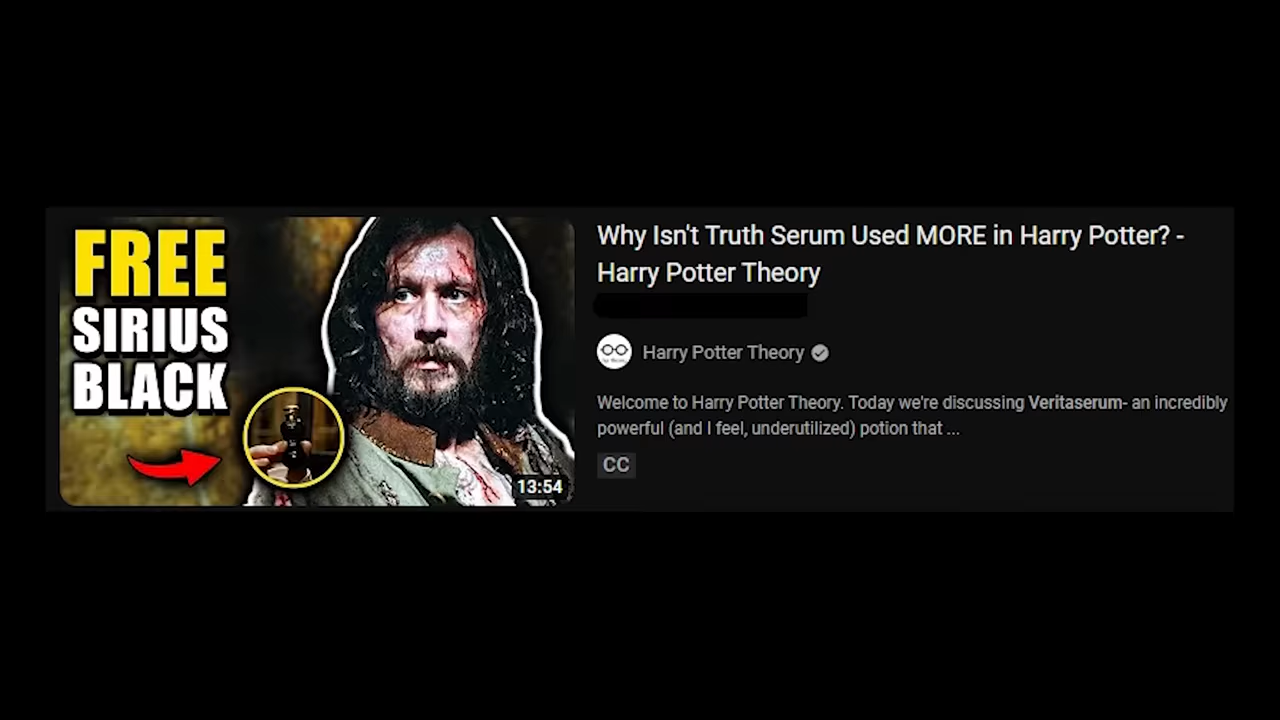 FREE
SIRIUS
BLACK
13:54
Why Isn't Truth Serum Used MORE in Harry Potter? -
Harry Potter Theory
Harry Potter Theory
Welcome to Harry Potter Theory. Today we're discussing Veritaserum- an incredibly
powerful (and I feel, underutilized) potion that ...
CC